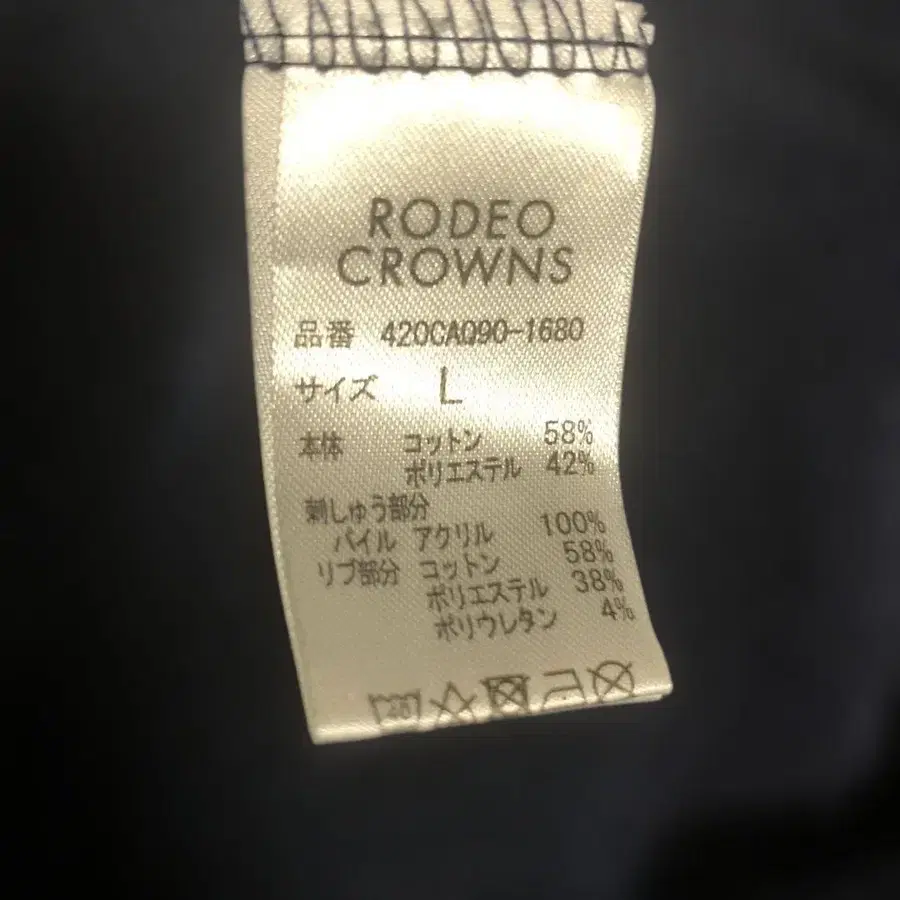 RODEO
CROWNS
品番 420CAQ90-1680
サイズ L
本体 コットン 58%
ポリエステル 42%
刺しゅう部分
パイル アクリル 100%
リブ部分 コットン 58%
ポリエステル 38%
ポリウレタン 4%